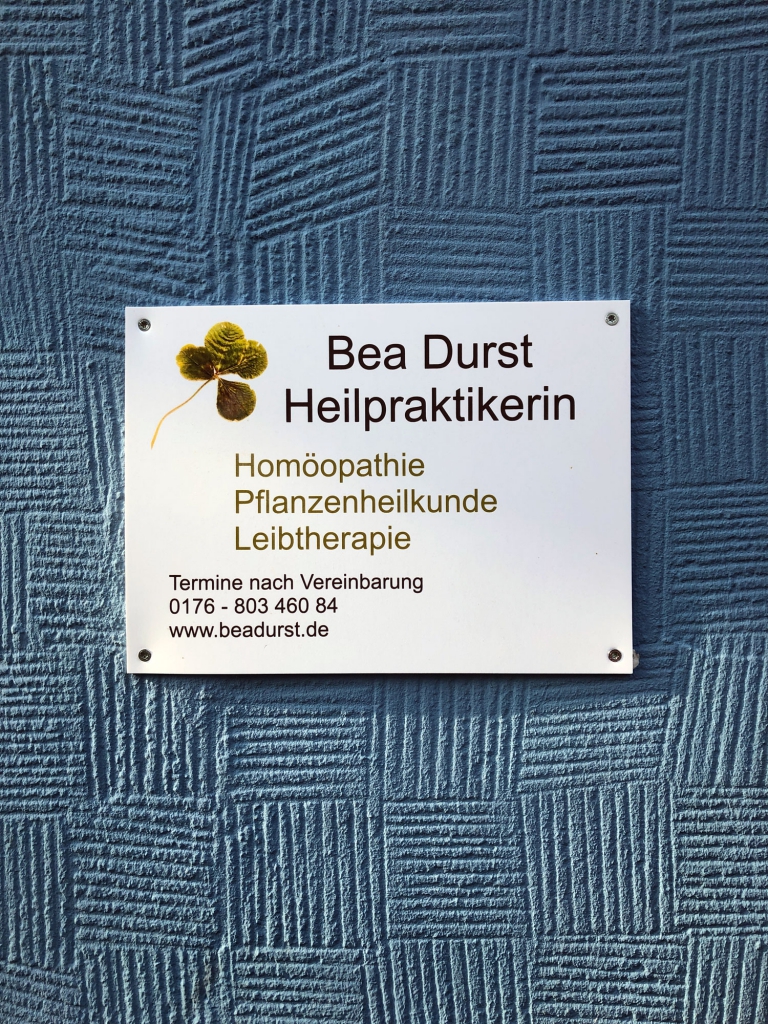 Bea Durst
Heilpraktikerin
Homöopathie
Pflanzenheilkunde
Leibtherapie
Termine nach Vereinbarung
0176 - 803 460 84
www.beadurst.de